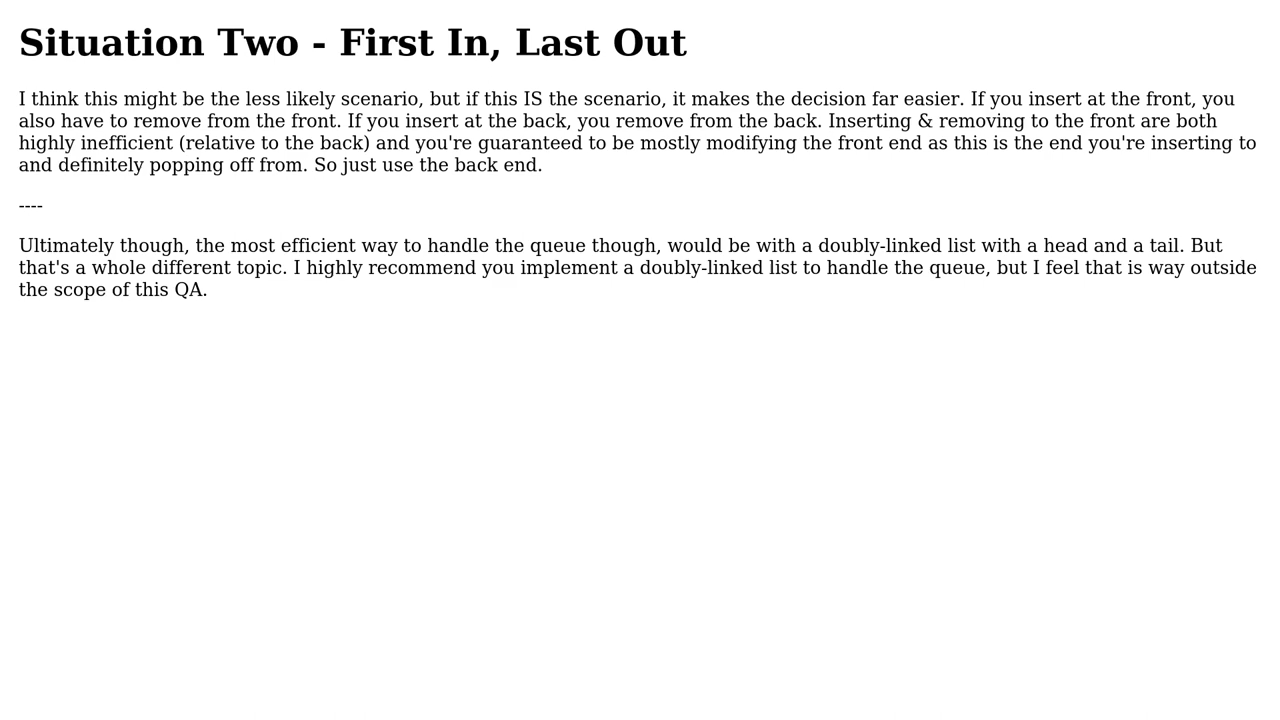 Situation Two - First In, Last Out
I think this might be the less likely scenario, but if this IS the scenario, it makes the decision far easier. If you insert at the front, you
also have to remove from the front. If you insert at the back, you remove from the back. Inserting & removing to the front are both
highly inefficient (relative to the back) and you're guaranteed to be mostly modifying the front end as this is the end you're inserting to
and definitely popping off from. So just use the back end.
----
Ultimately though, the most efficient way to handle the queue though, would be with a doubly-linked list with a head and a tail. But
that's a whole different topic. I highly recommend you implement a doubly-linked list to handle the queue, but I feel that is way outside
the scope of this QA.